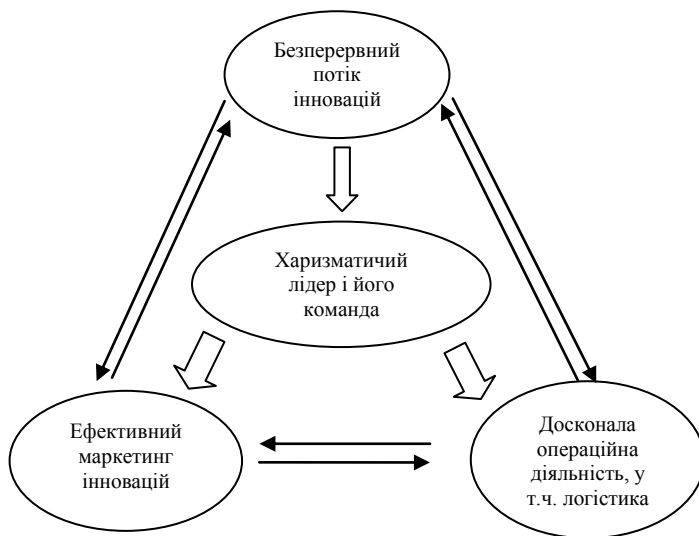 Безперервний
потік
інновацій
Харизматичий
лідер і його
команда
Ефективний
маркетинг
інновацій
Досконала
операційна
діяльність, у
т.ч. логістика